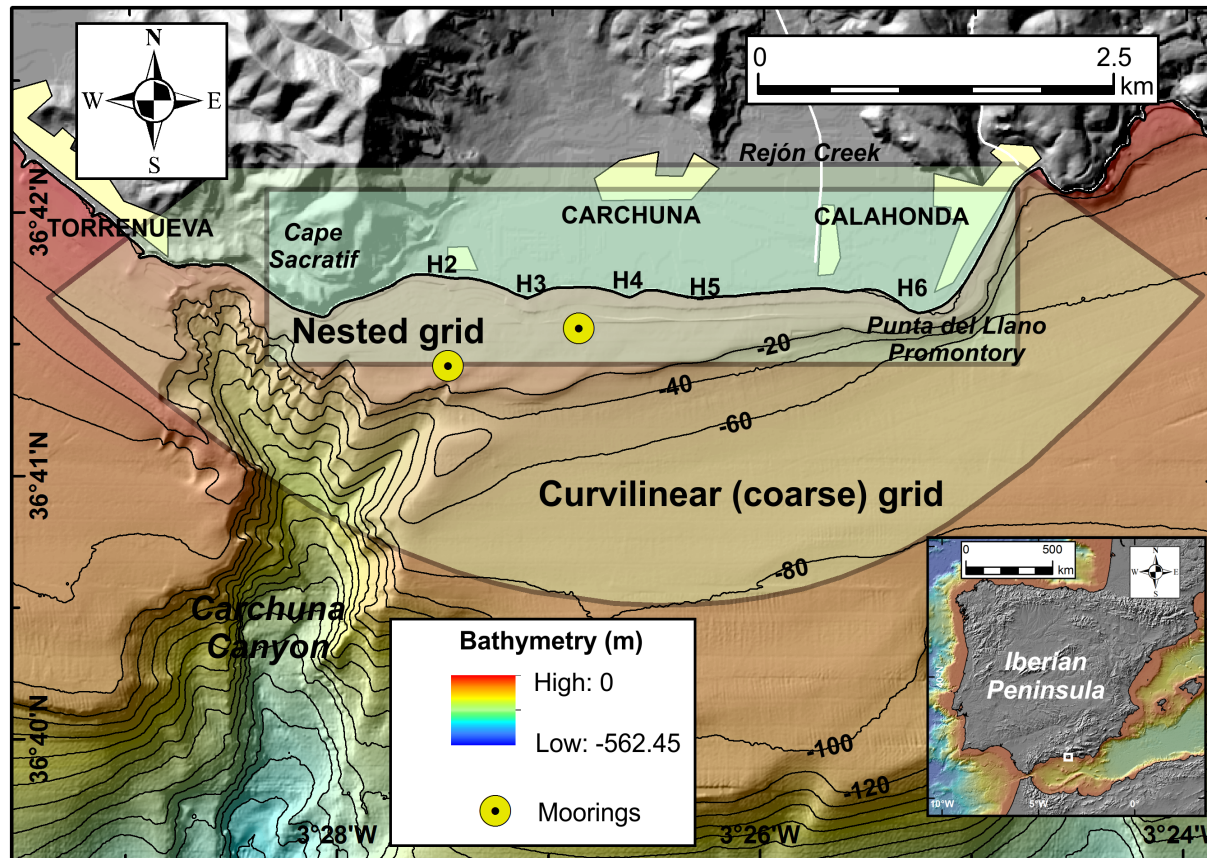 N
W
E
S
0
2.5
km
Rejón Creek
36°42'N
TORRENUEVA
CARCHUNA
CALAHONDA
Cape
Sacratif
H2
H3
H4
H5
H6
Nested grid
Punta del Llano
Promontory
-20
-40
-60
36°41'N
Curvilinear (coarse) grid
-80
Carchuna
Canyon
36°40'N
-100
-120
Bathymetry (m)
High: 0
Low: -562.45
Moorings
3°28'W
3°26'W
3°24'W
0
500
km
N
W
E
S
Iberian
Peninsula
10°W
5°W
0°